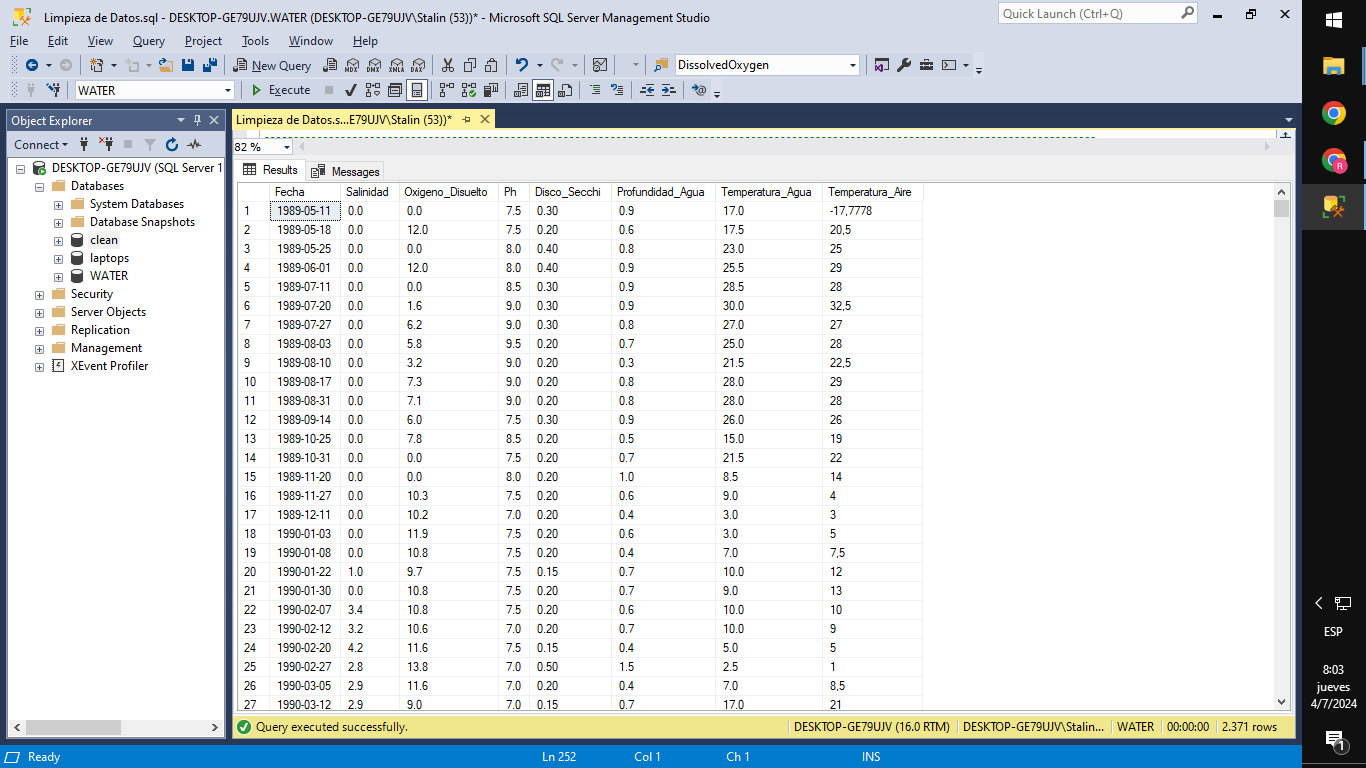 Limpieza de Datos.sql - DESKTOP-GE79UJV.WATER (DESKTOP-GE79UJV\Stalin (53))* - Microsoft SQL Server Management Studio
Quick Launch (Ctrl+Q)
File Edit View Query Project Tools Window Help
New Query MDX DMX XMLA DAX DissolvedOxygen
WATER Execute
Object Explorer
Limpieza de Datos.s...E79UJV\Stalin (53))*
Connect
82 %
DESKTOP-GE79UJV (SQL Server 1
Databases
System Databases
Database Snapshots
clean
laptops
WATER
Security
Server Objects
Replication
Management
XEvent Profiler
Results Messages
Fecha Salinidad Oxigeno_Disuelto Ph Disco_Secchi Profundidad_Agua Temperatura_Agua Temperatura_Aire
1 1989-05-11 0.0 0.0 7.5 0.30 0.9 17.0 -17,7778
2 1989-05-18 0.0 12.0 7.5 0.20 0.6 17.5 20,5
3 1989-05-25 0.0 0.0 8.0 0.40 0.8 23.0 25
4 1989-06-01 0.0 12.0 8.0 0.40 0.9 25.5 29
5 1989-07-11 0.0 0.0 8.5 0.30 0.9 28.5 28
6 1989-07-20 0.0 1.6 9.0 0.30 0.9 30.0 32,5
7 1989-07-27 0.0 6.2 9.0 0.30 0.8 27.0 27
8 1989-08-03 0.0 5.8 9.5 0.20 0.7 25.0 28
9 1989-08-10 0.0 3.2 9.0 0.20 0.3 21.5 22,5
10 1989-08-17 0.0 7.3 9.0 0.20 0.8 28.0 29
11 1989-08-31 0.0 7.1 9.0 0.20 0.8 28.0 28
12 1989-09-14 0.0 6.0 7.5 0.30 0.9 26.0 26
13 1989-10-25 0.0 7.8 8.5 0.20 0.5 15.0 19
14 1989-10-31 0.0 0.0 7.5 0.20 0.7 21.5 22
15 1989-11-20 0.0 0.0 8.0 0.20 1.0 8.5 14
16 1989-11-27 0.0 10.3 7.5 0.20 0.6 9.0 4
17 1989-12-11 0.0 10.2 7.0 0.20 0.4 3.0 3
18 1990-01-03 0.0 11.9 7.5 0.20 0.6 3.0 5
19 1990-01-08 0.0 10.8 7.5 0.20 0.4 7.0 7,5
20 1990-01-22 1.0 9.7 7.5 0.15 0.7 10.0 12
21 1990-01-30 0.0 10.8 7.5 0.20 0.7 9.0 13
22 1990-02-07 3.4 10.8 7.5 0.20 0.6 10.0 10
23 1990-02-12 3.2 10.6 7.0 0.20 0.7 10.0 9
24 1990-02-20 4.2 11.6 7.5 0.15 0.4 5.0 5
25 1990-02-27 2.8 13.8 7.0 0.50 1.5 2.5 1
26 1990-03-05 2.9 11.6 7.0 0.20 0.4 7.0 8,5
27 1990-03-12 2.9 9.0 7.0 0.15 0.7 17.0 21
Query executed successfully. DESKTOP-GE79UJV (16.0 RTM) DESKTOP-GE79UJV\Stalin... WATER 00:00:00 2.371 rows
Ready Ln 252 Col 1 Ch 1 INS
R
ESP
8:03
jueves
4/7/2024
1